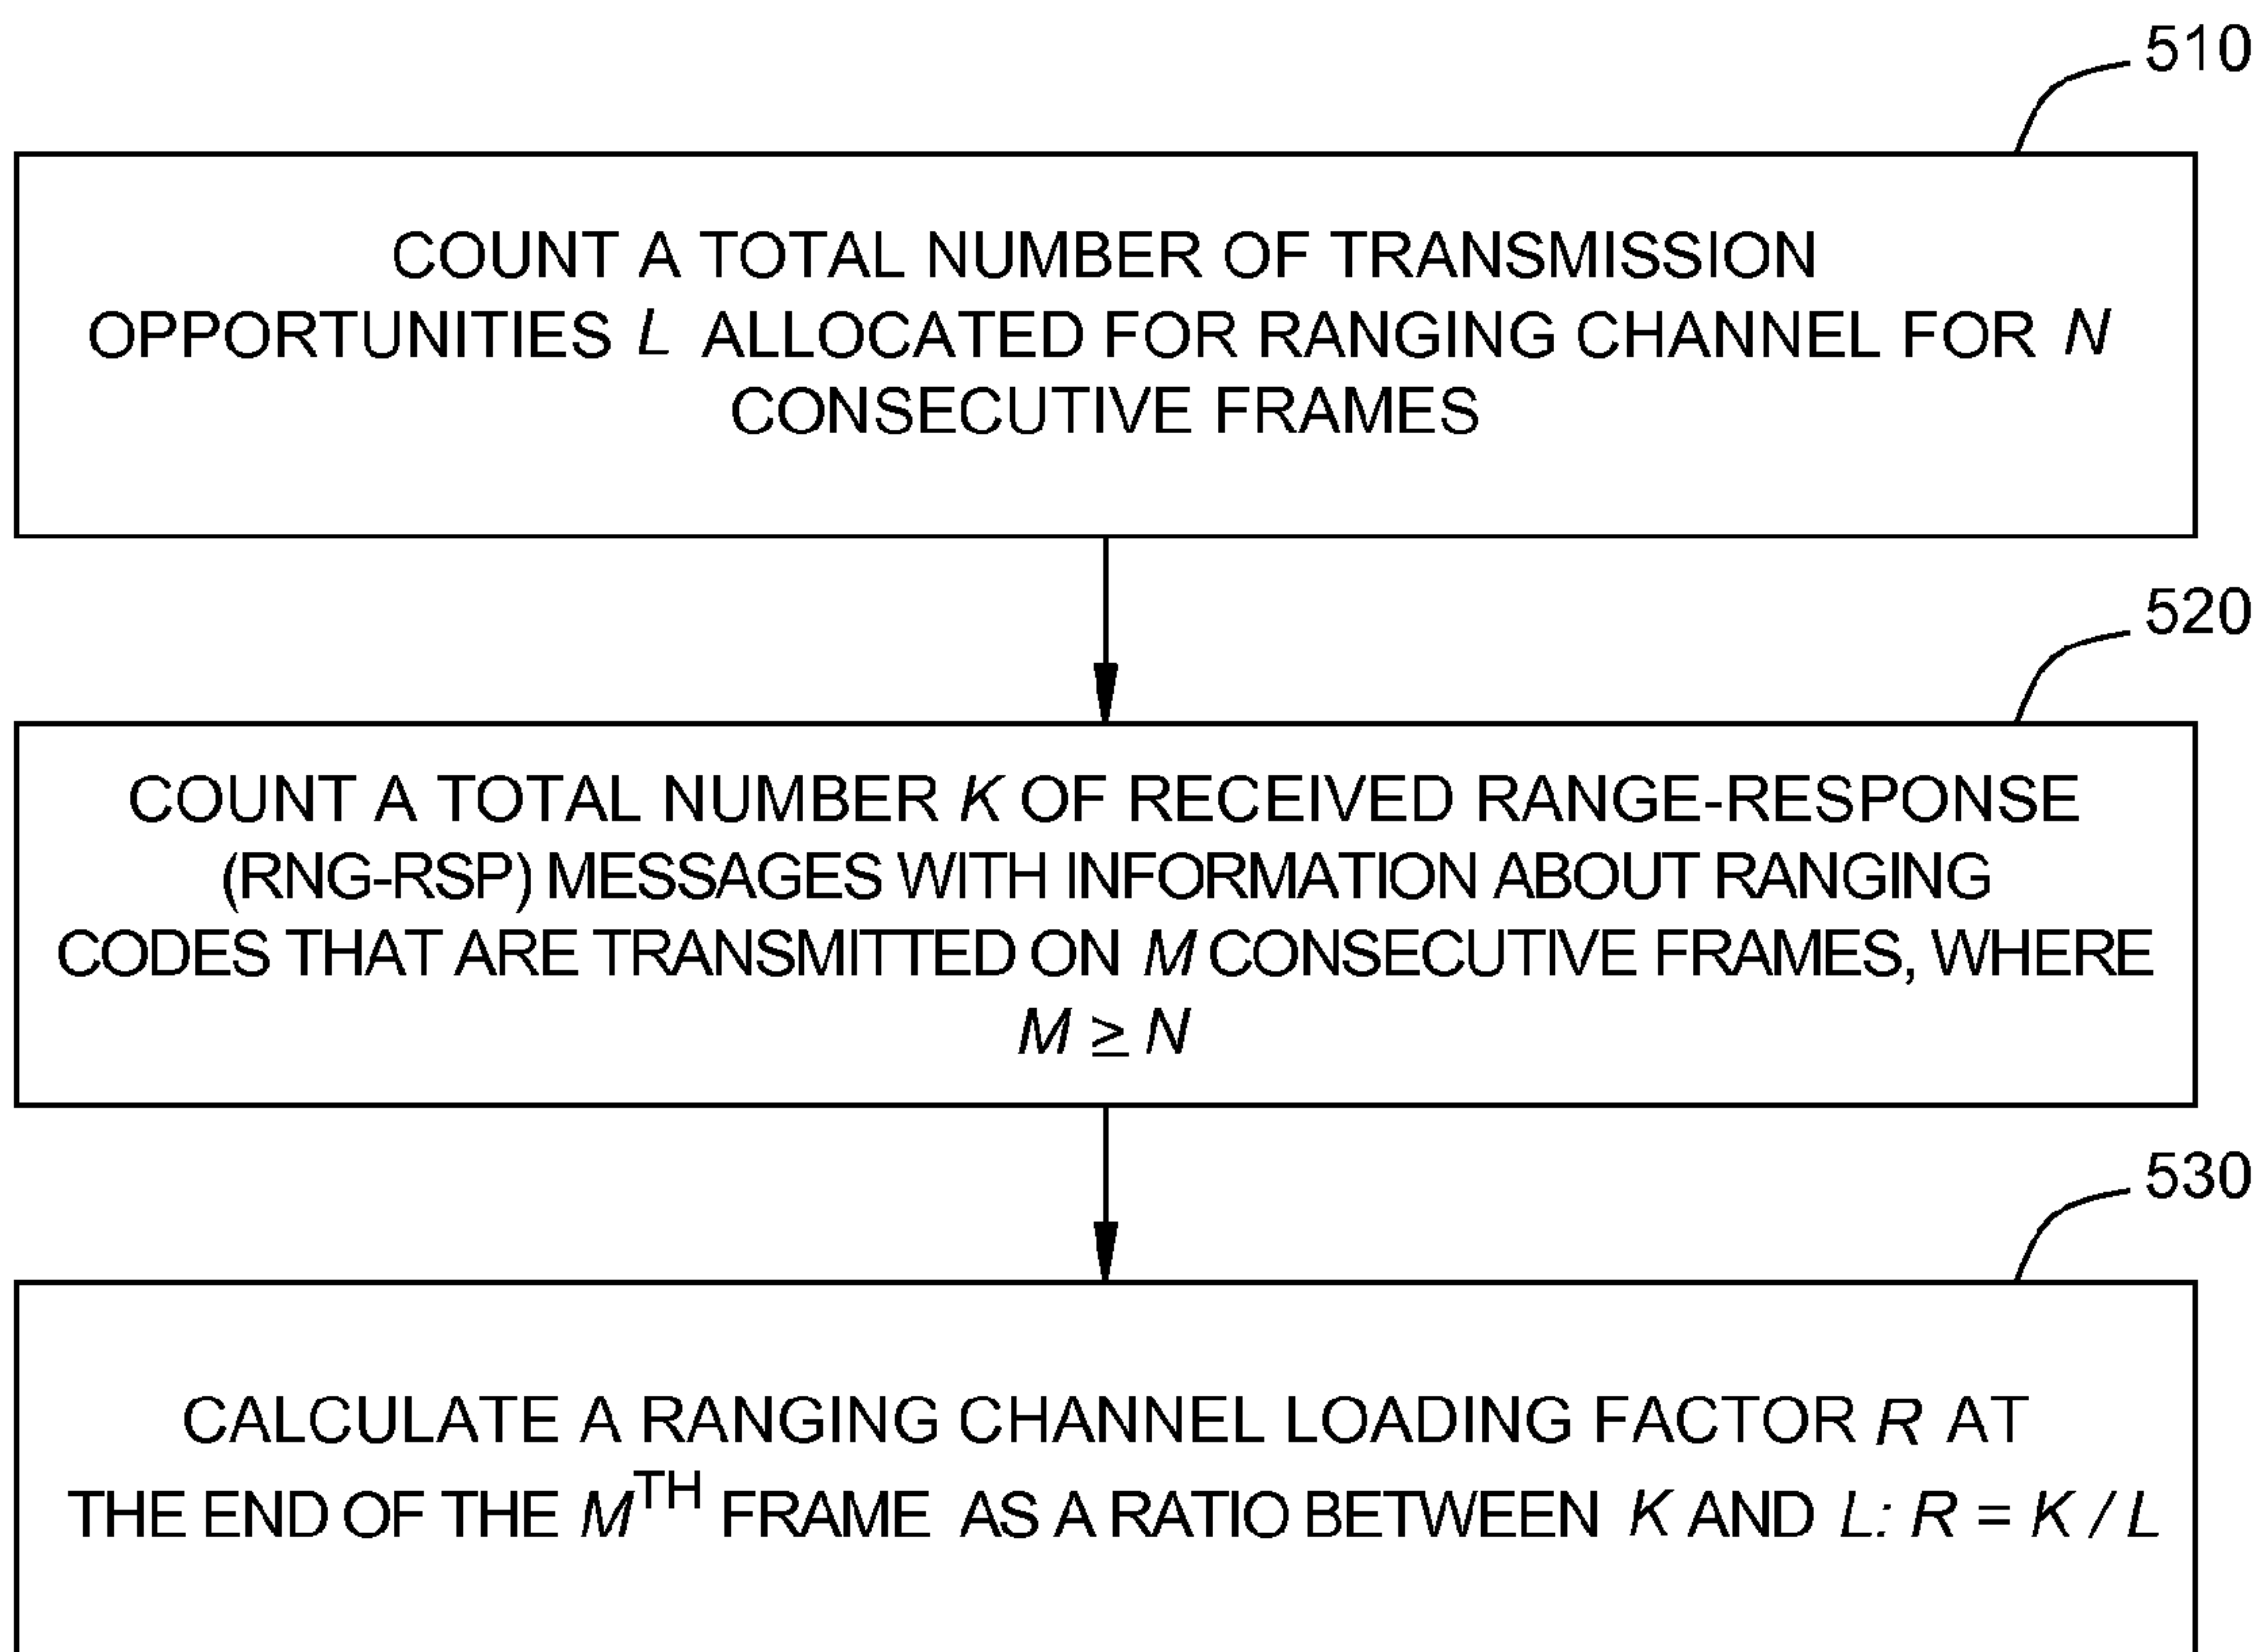 510
COUNT A TOTAL NUMBER OF TRANSMISSION
OPPORTUNITIES L ALLOCATED FOR RANGING CHANNEL FOR N
CONSECUTIVE FRAMES
520
COUNT A TOTAL NUMBER K OF RECEIVED RANGE-RESPONSE
(RNG-RSP) MESSAGES WITH INFORMATION ABOUT RANGING
CODES THAT ARE TRANSMITTED ON M CONSECUTIVE FRAMES, WHERE
M ≥ N
530
CALCULATE A RANGING CHANNEL LOADING FACTOR R AT
THE END OF THE M^TH FRAME AS A RATIO BETWEEN K AND L: R = K / L